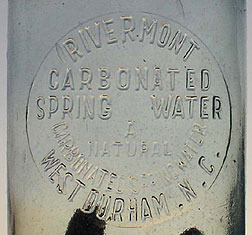 RIVERMONT
CARBONATED
SPRING WATER
A
NATURAL
CARBONATED SPRING WATER
WEST DURHAM. N.C.